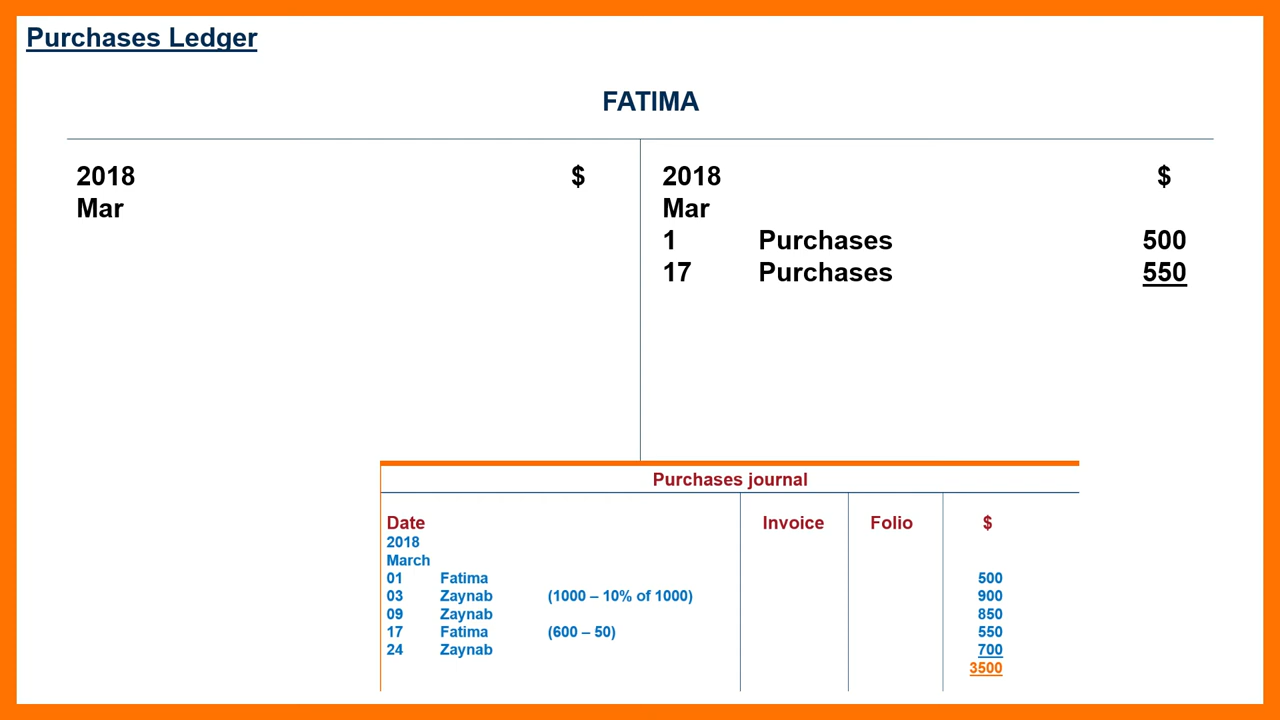 Purchases Ledger
FATIMA
2018 $ 2018 $
Mar Mar
1 Purchases 500
17 Purchases 550
Purchases journal
Date Invoice Folio $
2018
March
01 Fatima 500
03 Zaynab (1000 – 10% of 1000) 900
09 Zaynab 850
17 Fatima (600 – 50) 550
24 Zaynab 700
3500